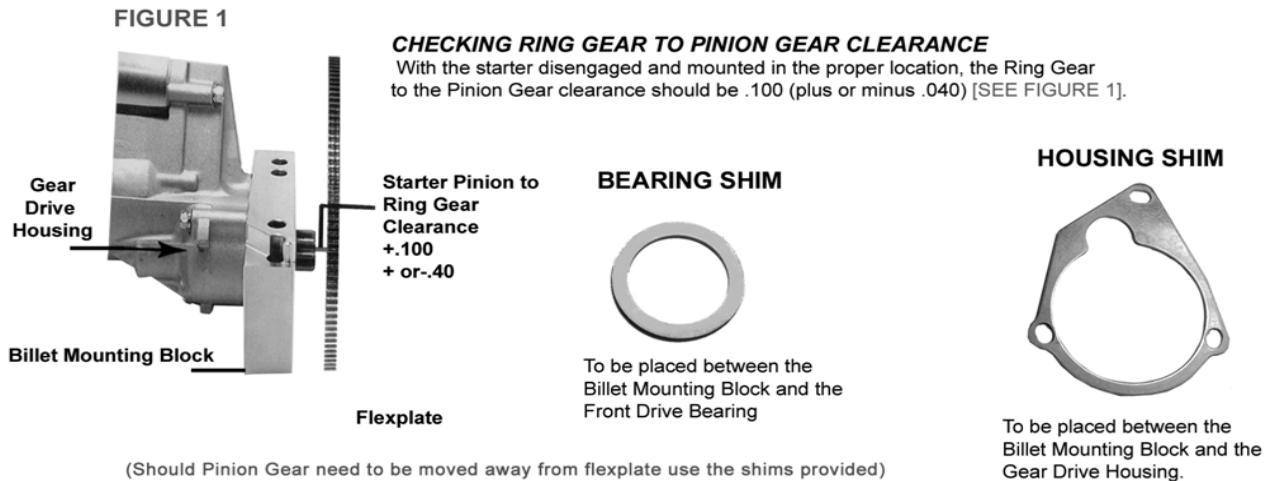 FIGURE 1
CHECKING RING GEAR TO PINION GEAR CLEARANCE
With the starter disengaged and mounted in the proper location, the Ring Gear
to the Pinion Gear clearance should be .100 (plus or minus .040) [SEE FIGURE 1].
Gear
Drive
Housing
Starter Pinion to
Ring Gear
Clearance
+.100
+ or-.40
Billet Mounting Block
Flexplate
BEARING SHIM
To be placed between the
Billet Mounting Block and the
Front Drive Bearing
HOUSING SHIM
To be placed between the
Billet Mounting Block and the
Gear Drive Housing.
(Should Pinion Gear need to be moved away from flexplate use the shims provided)